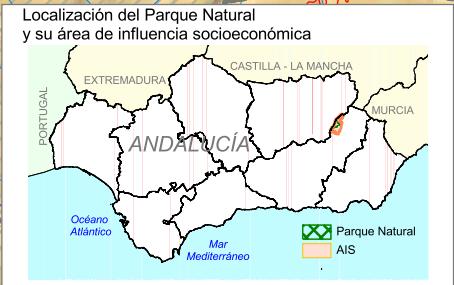 Localización del Parque Natural
y su área de influencia socioeconómica
CASTILLA - LA MANCHA
EXTREMADURA
MURCIA
PORTUGAL
ANDALUCÍA
Océano
Atlántico
Mar
Mediterráneo
Parque Natural
AIS